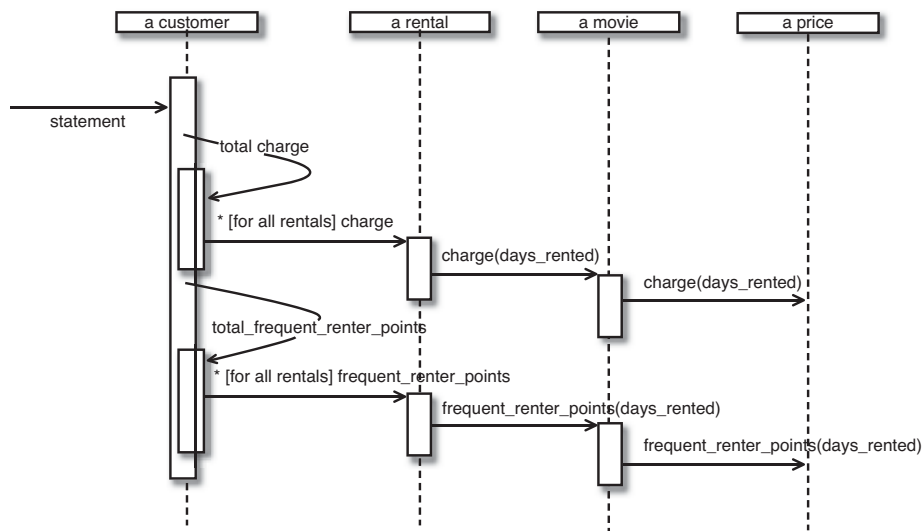 a customer
a rental
a movie
a price
statement
total charge
* [for all rentals] charge
charge(days_rented)
charge(days_rented)
total_frequent_renter_points
* [for all rentals] frequent_renter_points
frequent_renter_points(days_rented)
frequent_renter_points(days_rented)